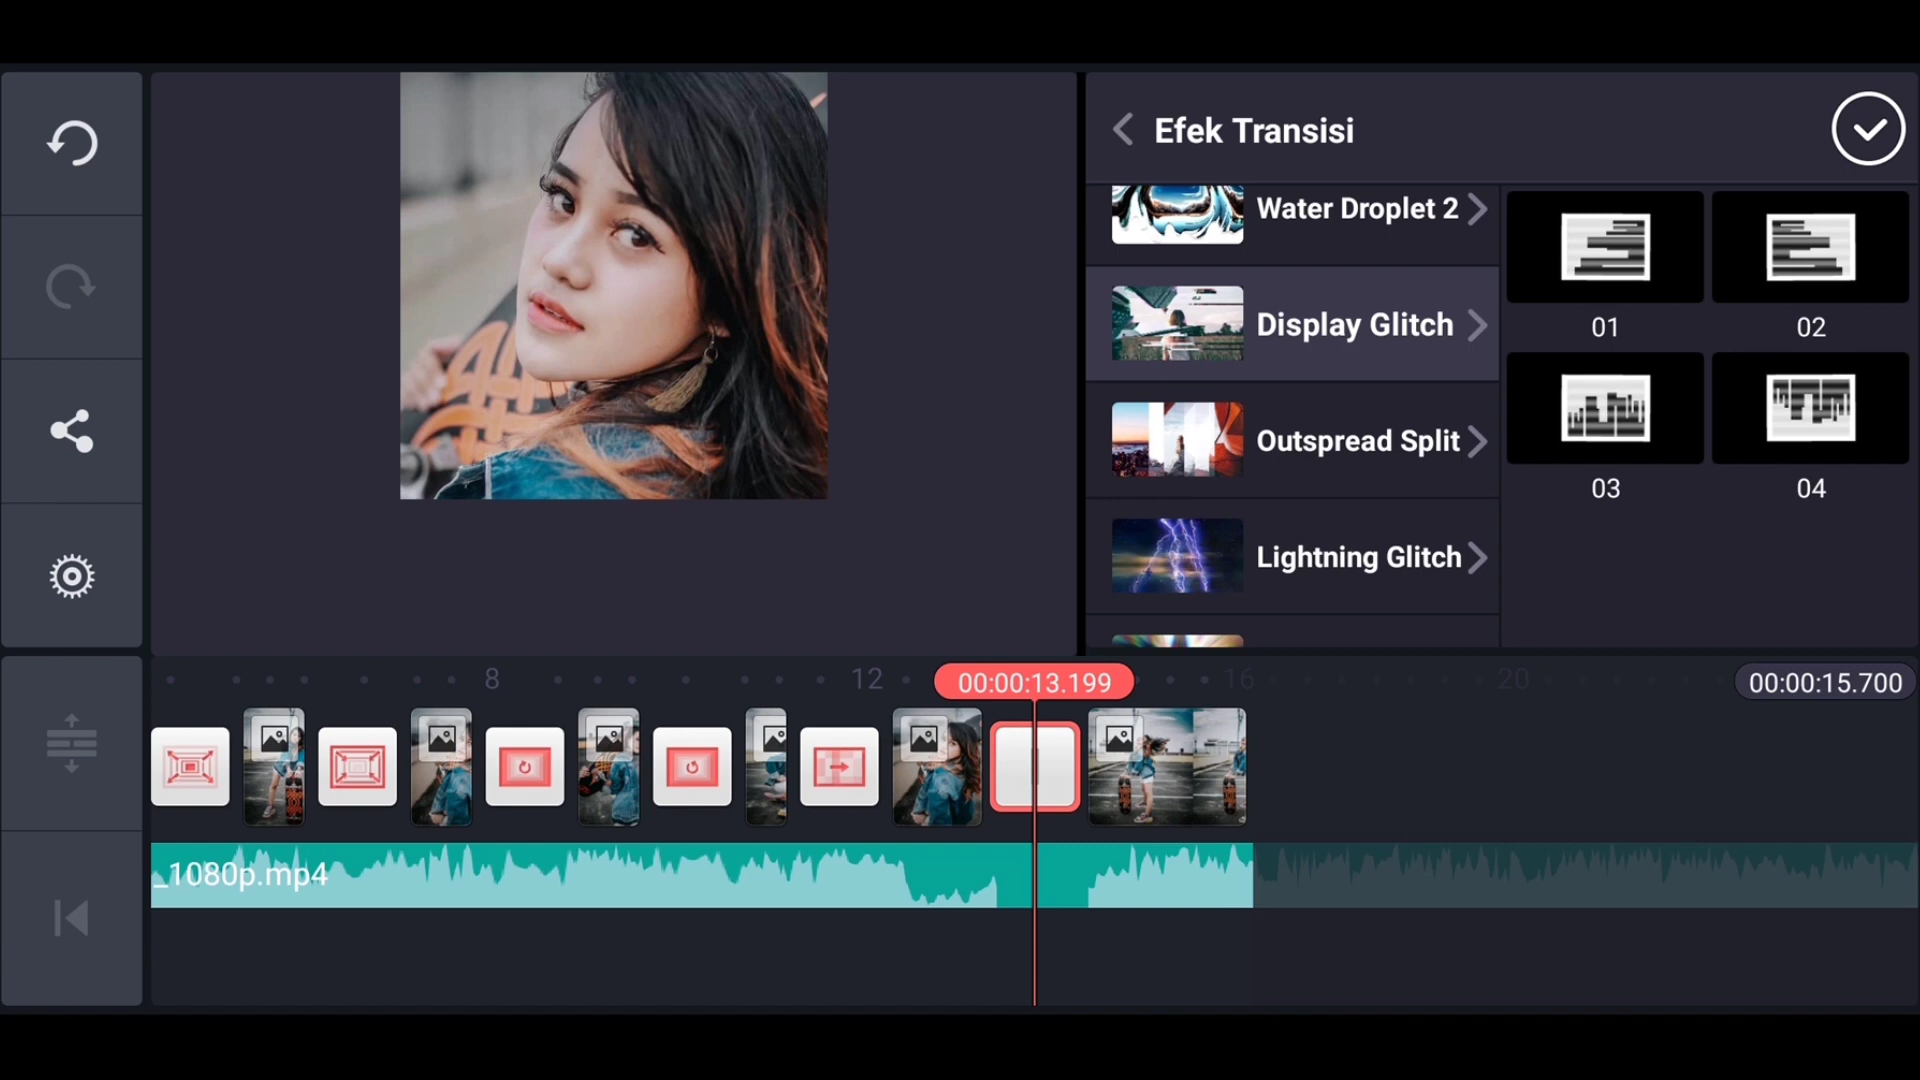 Efek Transisi
Water Droplet 2
Display Glitch
Outspread Split
Lightning Glitch
01
02
03
04
8
12
00:00:13.199
16
20
00:00:15.700
_1080p.mp4